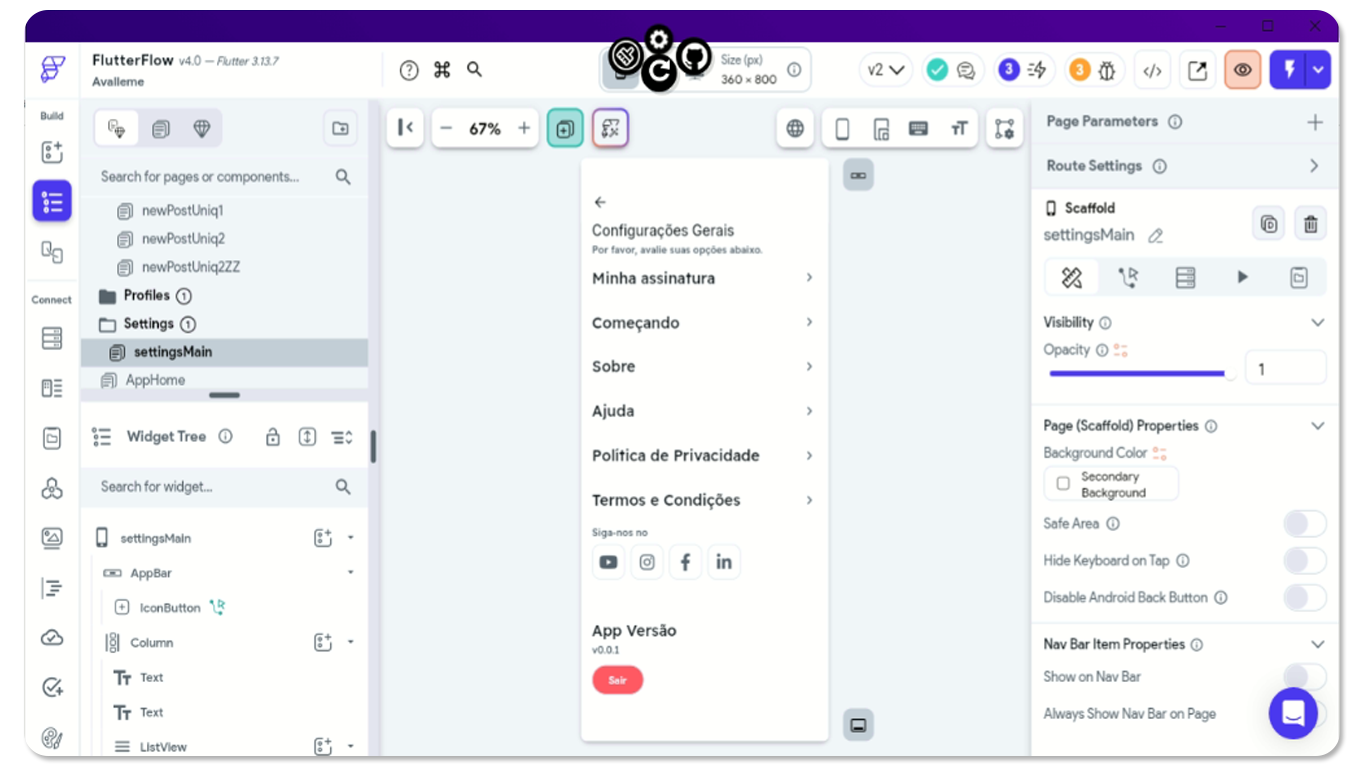 FlutterFlow v4.0 — Flutter 3.13.7
Avalleme
Size (px)
360 × 800
v2
3
3
</>
Build
Connect
Search for pages or components...
newPostUniq1
newPostUniq2
newPostUniq2ZZ
Profiles 1
Settings 1
settingsMain
AppHome
Widget Tree
Search for widget...
settingsMain
AppBar
IconButton
Column
Tt Text
Tt Text
ListView
67%
Configurações Gerais
Por favor, avalie suas opções abaixo.
Minha assinatura
Começando
Sobre
Ajuda
Política de Privacidade
Termos e Condições
Siga-nos no
App Versão
v0.0.1
Sair
Page Parameters
Route Settings
Scaffold
settingsMain
Visibility
Opacity
1
Page (Scaffold) Properties
Background Color
Secondary
Background
Safe Area
Hide Keyboard on Tap
Disable Android Back Button
Nav Bar Item Properties
Show on Nav Bar
Always Show Nav Bar on Page